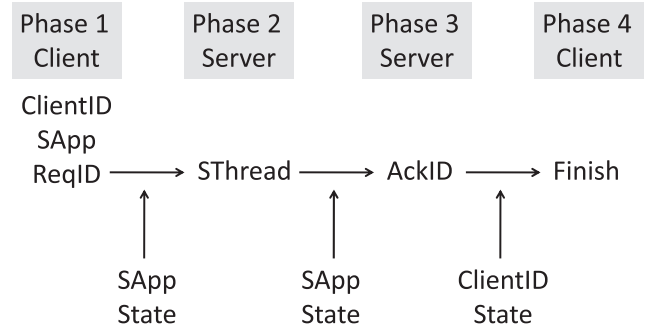 Phase 1
Client
Phase 2
Server
Phase 3
Server
Phase 4
Client
ClientID
SApp
ReqID
SThread
AckID
Finish
SApp
State
SApp
State
ClientID
State